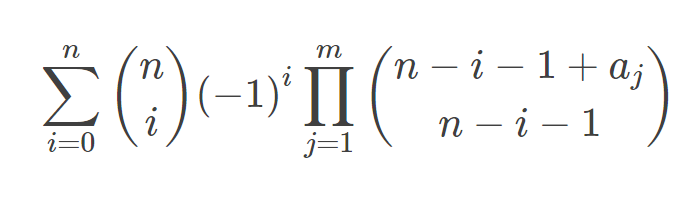 $$\sum_{i=0}^{n} \binom{n}{i} (-1)^i \prod_{j=1}^{m} \binom{n-i-1+a_j}{n-i-1}$$